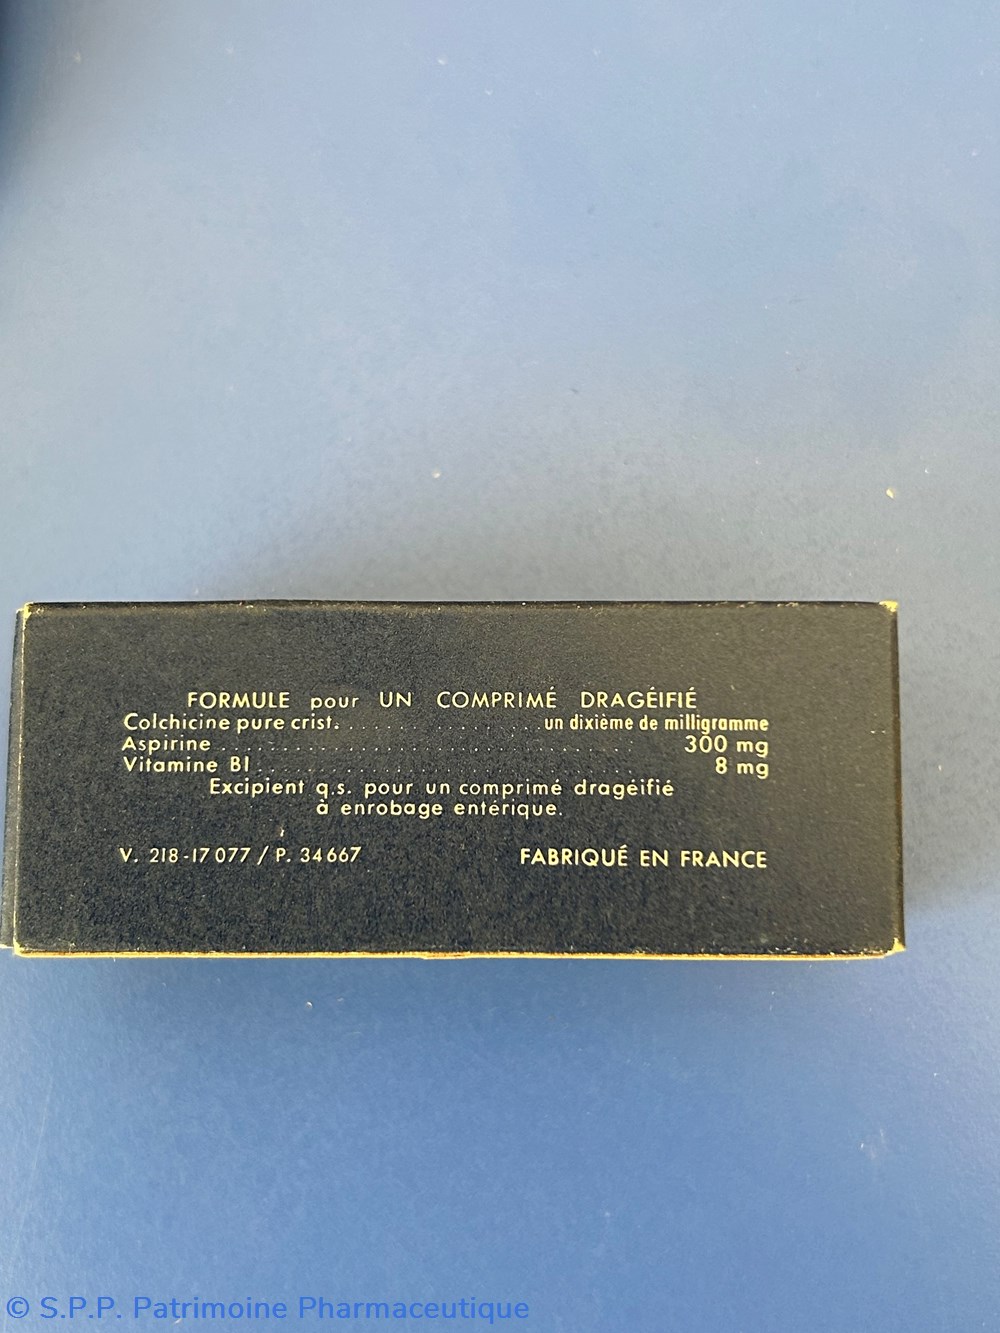 FORMULE pour UN COMPRIMÉ DRAGÉIFIÉ
Colchicine pure crist. . . . . . . . . . . . . . . . un dixième de milligramme
Aspirine . . . . . . . . . . . . . . . . . . . . . . . . . . . . . . . 300 mg
Vitamine B1 . . . . . . . . . . . . . . . . . . . . . . . . . . . . 8 mg
Excipient q.s. pour un comprimé dragéifié
à enrobage entérique.
V. 218-17 077 / P. 34 667 FABRIQUÉ EN FRANCE
© S.P.P. Patrimoine Pharmaceutique